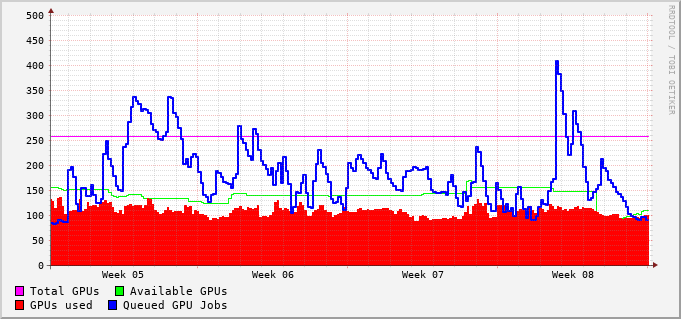 500
450
400
350
300
250
200
150
100
50
0
Week 05 Week 06 Week 07 Week 08
Total GPUs Available GPUs
GPUs used Queued GPU Jobs
RRDTOOL / TOBI OETIKER